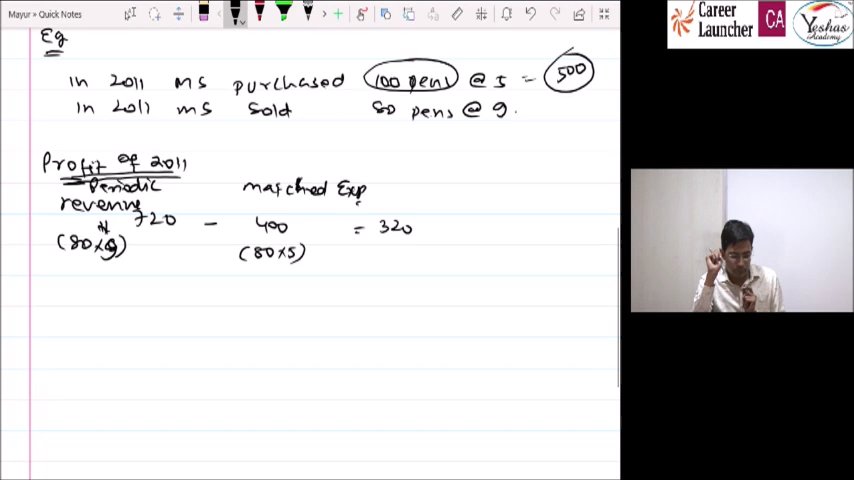 Mayur » Quick Notes
Career Launcher
CA
Yeshas Academy
Eg
In 2011 MS purchased 100 pens @ 5 = 500
In 2011 MS sold 80 pens @ 9.
Profit of 2011
Periodic revenue
matched Exp
720 - 400 = 320
(80×9) (80×5)